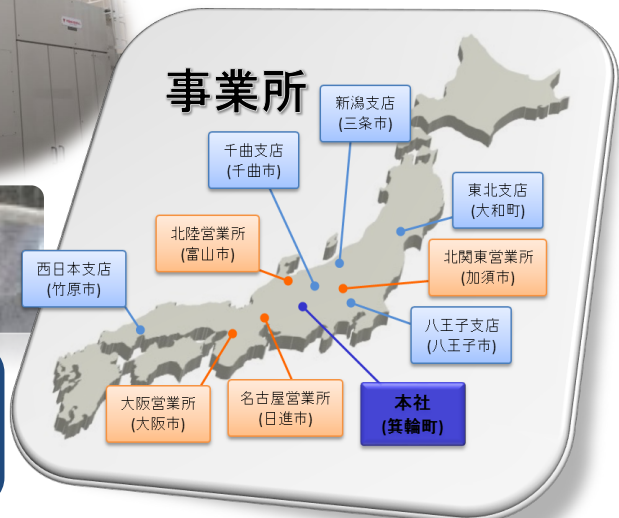 事業所
新潟支店
(三条市)
千曲支店
(千曲市)
東北支店
(大和町)
北陸営業所
(富山市)
北関東営業所
(加須市)
西日本支店
(竹原市)
八王子支店
(八王子市)
大阪営業所
(大阪市)
名古屋営業所
(日進市)
本社
(箕輪町)